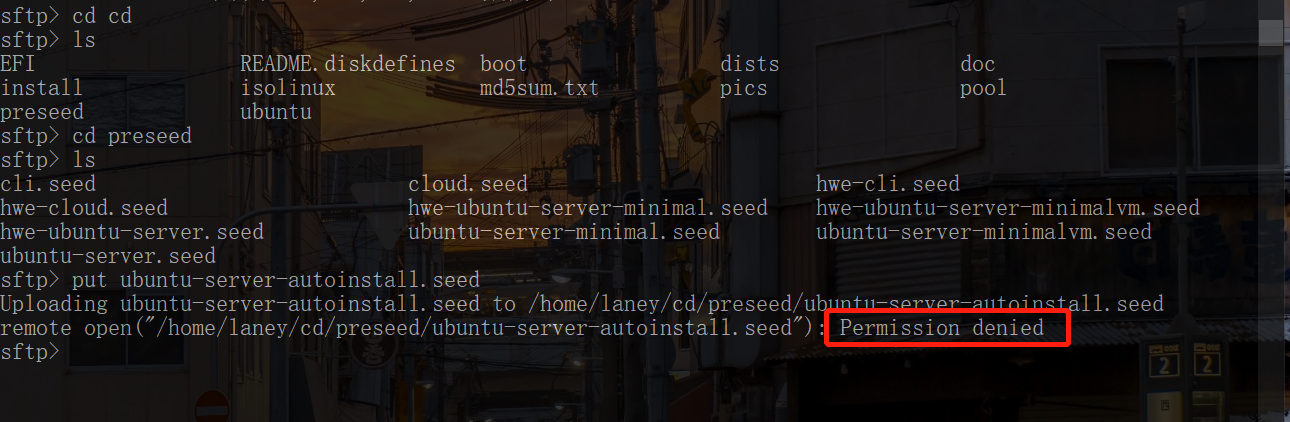 sftp> cd cd
sftp> ls
EFI README.diskdefines boot dists doc
install isolinux md5sum.txt pics pool
preseed ubuntu
sftp> cd preseed
sftp> ls
cli.seed cloud.seed hwe-cli.seed
hwe-cloud.seed hwe-ubuntu-server-minimal.seed hwe-ubuntu-server-minimalvm.seed
hwe-ubuntu-server.seed ubuntu-server-minimal.seed ubuntu-server-minimalvm.seed
ubuntu-server.seed
sftp> put ubuntu-server-autoinstall.seed
Uploading ubuntu-server-autoinstall.seed to /home/laney/cd/preseed/ubuntu-server-autoinstall.seed
remote open("/home/laney/cd/preseed/ubuntu-server-autoinstall.seed"): Permission denied
sftp>
2 2